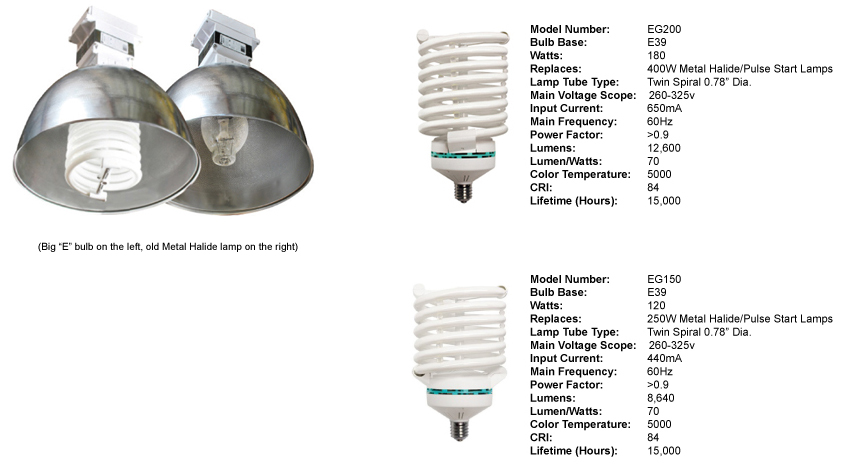 Model Number: EG200
Bulb Base: E39
Watts: 180
Replaces: 400W Metal Halide/Pulse Start Lamps
Lamp Tube Type: Twin Spiral 0.78” Dia.
Main Voltage Scope: 260-325v
Input Current: 650mA
Main Frequency: 60Hz
Power Factor: >0.9
Lumens: 12,600
Lumen/Watts: 70
Color Temperature: 5000
CRI: 84
Lifetime (Hours): 15,000
(Big “E” bulb on the left, old Metal Halide lamp on the right)
Model Number: EG150
Bulb Base: E39
Watts: 120
Replaces: 250W Metal Halide/Pulse Start Lamps
Lamp Tube Type: Twin Spiral 0.78” Dia.
Main Voltage Scope: 260-325v
Input Current: 440mA
Main Frequency: 60Hz
Power Factor: >0.9
Lumens: 8,640
Lumen/Watts: 70
Color Temperature: 5000
CRI: 84
Lifetime (Hours): 15,000